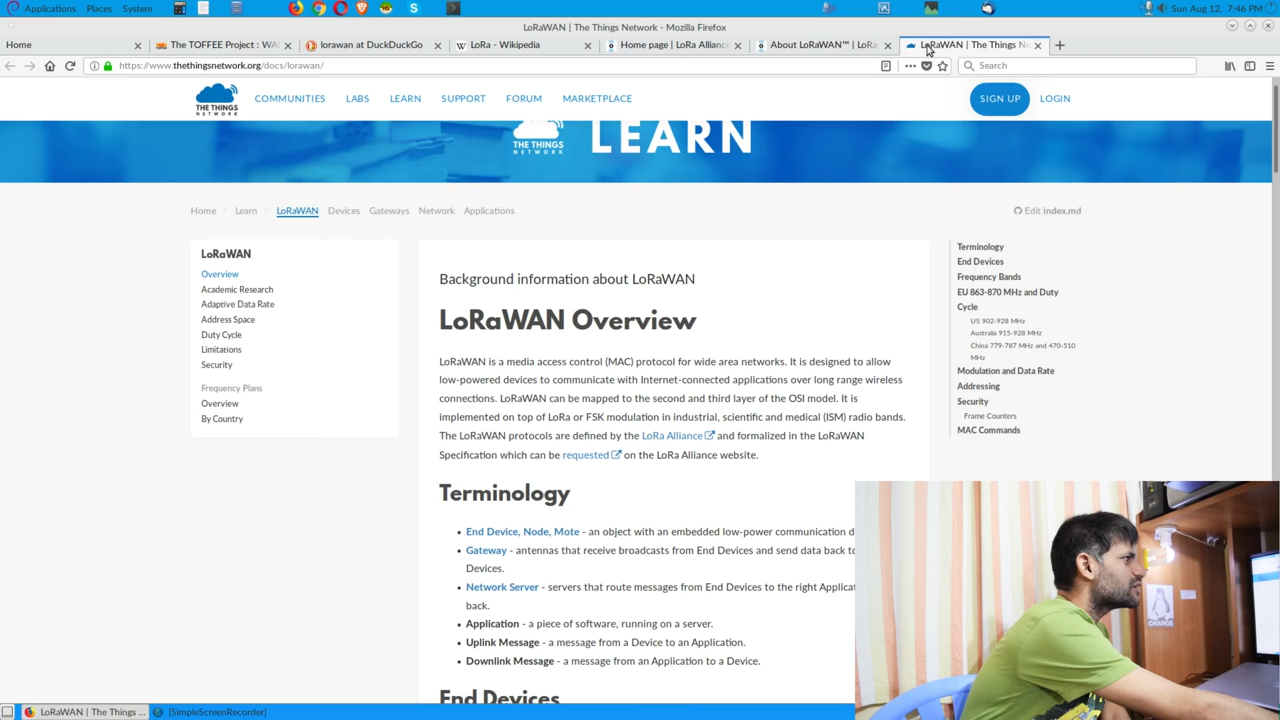 Applications Places System
Sun Aug 12, 7:46 PM
LoRaWAN | The Things Network - Mozilla Firefox
Home
The TOFFEE Project : WA
lorawan at DuckDuckGo
LoRa - Wikipedia
Home page | LoRa Alliance
About LoRaWAN™ | LoRa
LoRaWAN | The Things Ne
https://www.thethingsnetwork.org/docs/lorawan/
Search
THE THINGS
NETWORK
COMMUNITIES LABS LEARN SUPPORT FORUM MARKETPLACE
SIGN UP LOGIN
THE THINGS
NETWORK
LEARN
Home / Learn / LoRaWAN Devices Gateways Network Applications
Edit index.md
LoRaWAN
Overview
Academic Research
Adaptive Data Rate
Address Space
Duty Cycle
Limitations
Security
Frequency Plans
Overview
By Country
Background information about LoRaWAN
LoRaWAN Overview
LoRaWAN is a media access control (MAC) protocol for wide area networks. It is designed to allow
low-powered devices to communicate with Internet-connected applications over long range wireless
connections. LoRaWAN can be mapped to the second and third layer of the OSI model. It is
implemented on top of LoRa or FSK modulation in industrial, scientific and medical (ISM) radio bands.
The LoRaWAN protocols are defined by the LoRa Alliance and formalized in the LoRaWAN
Specification which can be requested on the LoRa Alliance website.
Terminology
• End Device, Node, Mote - an object with an embedded low-power communication d
• Gateway - antennas that receive broadcasts from End Devices and send data back to
Devices.
• Network Server - servers that route messages from End Devices to the right Applica
back.
• Application - a piece of software, running on a server.
• Uplink Message - a message from a Device to an Application.
• Downlink Message - a message from an Application to a Device.
End Devices
Terminology
End Devices
Frequency Bands
EU 863-870 MHz and Duty
Cycle
US 902-928 MHz
Australia 915-928 MHz
China 779-787 MHz and 470-510
MHz
Modulation and Data Rate
Addressing
Security
Frame Counters
MAC Commands
CHANGE
LoRaWAN | The Things ...
[SimpleScreenRecorder]